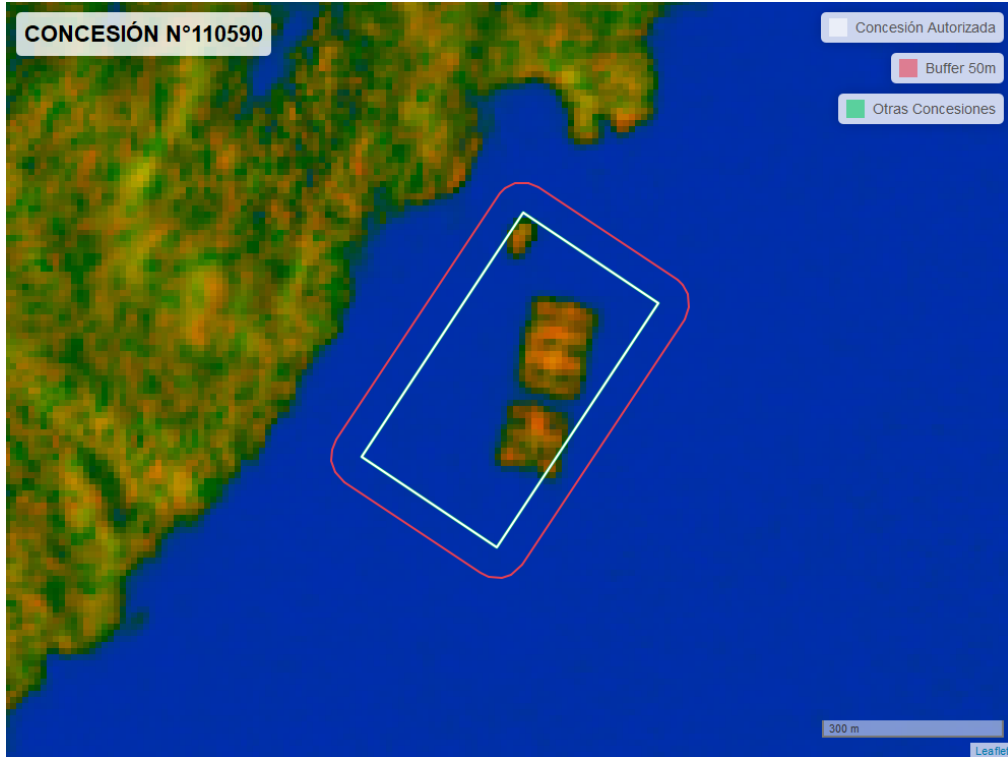 CONCESIÓN N°110590
Concesión Autorizada
Buffer 50m
Otras Concesiones
300 m
Leaflet